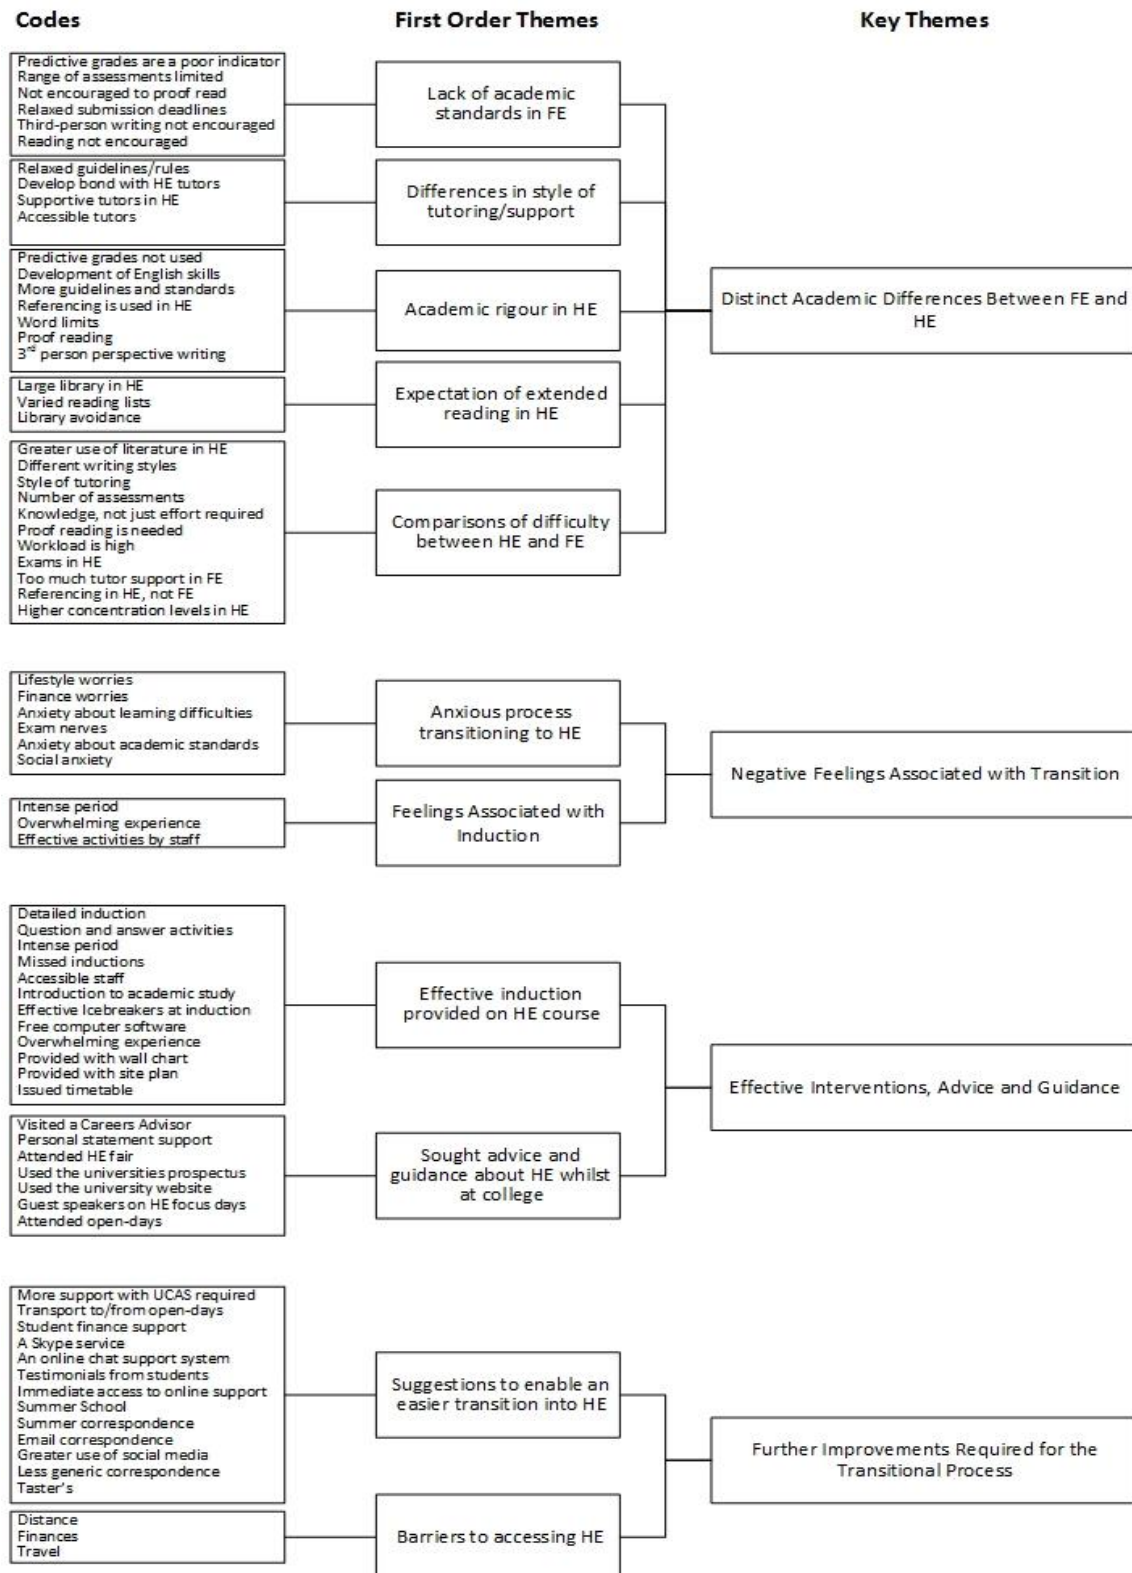 Codes
First Order Themes
Key Themes
Predictive grades are a poor indicator
Range of assessments limited
Not encouraged to proof read
Relaxed submission deadlines
Third-person writing not encouraged
Reading not encouraged
Lack of academic
standards in FE
Relaxed guidelines/rules
Develop bond with HE tutors
Supportive tutors in HE
Accessible tutors
Differences in style of
tutoring/support
Predictive grades not used
Development of English skills
More guidelines and standards
Referencing is used in HE
Word limits
Proof reading
3rd person perspective writing
Academic rigour in HE
Large library in HE
Varied reading lists
Library avoidance
Expectation of extended
reading in HE
Greater use of literature in HE
Different writing styles
Style of tutoring
Number of assessments
Knowledge, not just effort required
Proof reading is needed
Workload is high
Exams in HE
Too much tutor support in FE
Referencing in HE, not FE
Higher concentration levels in HE
Comparisons of difficulty
between HE and FE
Distinct Academic Differences Between FE and
HE
Lifestyle worries
Finance worries
Anxiety about learning difficulties
Exam nerves
Anxiety about academic standards
Social anxiety
Anxious process
transitioning to HE
Intense period
Overwhelming experience
Effective activities by staff
Feelings Associated with
Induction
Negative Feelings Associated with Transition
Detailed induction
Question and answer activities
Intense period
Missed inductions
Accessible staff
Introduction to academic study
Effective Icebreakers at induction
Free computer software
Overwhelming experience
Provided with wall chart
Provided with site plan
Issued timetable
Effective induction
provided on HE course
Visited a Careers Advisor
Personal statement support
Attended HE fair
Used the universities prospectus
Used the university website
Guest speakers on HE focus days
Attended open-days
Sought advice and
guidance about HE whilst
at college
Effective Interventions, Advice and Guidance
More support with UCAS required
Transport to/from open-days
Student finance support
A Skype service
An online chat support system
Testimonials from students
Immediate access to online support
Summer School
Summer correspondence
Email correspondence
Greater use of social media
Less generic correspondence
Taster's
Suggestions to enable an
easier transition into HE
Distance
Finances
Travel
Barriers to accessing HE
Further Improvements Required for the
Transitional Process